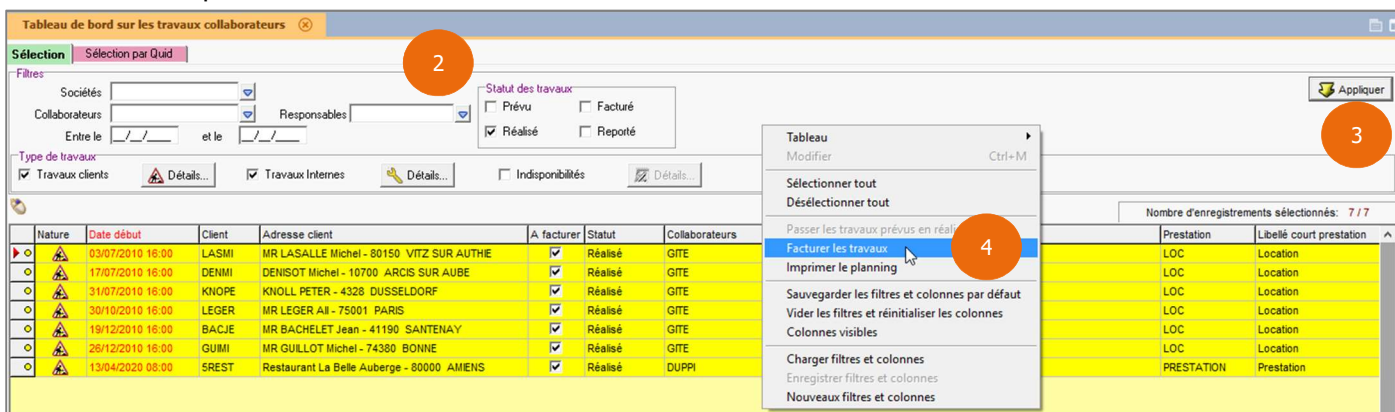 Tableau de bord sur les travaux collaborateurs
Sélection Sélection par Quid
2
Filtres
Sociétés
Collaborateurs Responsables
Entre le __/__/____ et le __/__/____
Statut des travaux
Prévu Facturé
Réalisé Reporté
Appliquer
3
Type de travaux
Travaux clients Détails... Travaux Internes Détails... Indisponibilités Détails...
Nombre d'enregistrements sélectionnés: 7 / 7
Nature Date début Client Adresse client A facturer Statut Collaborateurs Prestation Libellé court prestation
03/07/2010 16:00 LASMI MR LASALLE Michel - 80150 VITZ SUR AUTHIE Réalisé GITE LOC Location
17/07/2010 16:00 DENMI DENISOT Michel - 10700 ARCIS SUR AUBE Réalisé GITE LOC Location
31/07/2010 16:00 KNOPE KNOLL PETER - 4328 DUSSELDORF Réalisé GITE LOC Location
30/10/2010 16:00 LEGER MR LEGER All - 75001 PARIS Réalisé GITE LOC Location
19/12/2010 16:00 BACJE MR BACHELET Jean - 41190 SANTENAY Réalisé GITE LOC Location
26/12/2010 16:00 GUIMI MR GUILLOT Michel - 74380 BONNE Réalisé GITE LOC Location
13/04/2020 08:00 5REST Restaurant La Belle Auberge - 80000 AMIENS Réalisé DUPPI PRESTATION Prestation
Tableau
Modifier Ctrl+M
Sélectionner tout
Désélectionner tout
Passer les travaux prévus en
Facturer les travaux
4
Imprimer le planning
Sauvegarder les filtres et colonnes par défaut
Vider les filtres et réinitialiser les colonnes
Colonnes visibles
Charger filtres et colonnes
Enregistrer filtres et colonnes
Nouveaux filtres et colonnes